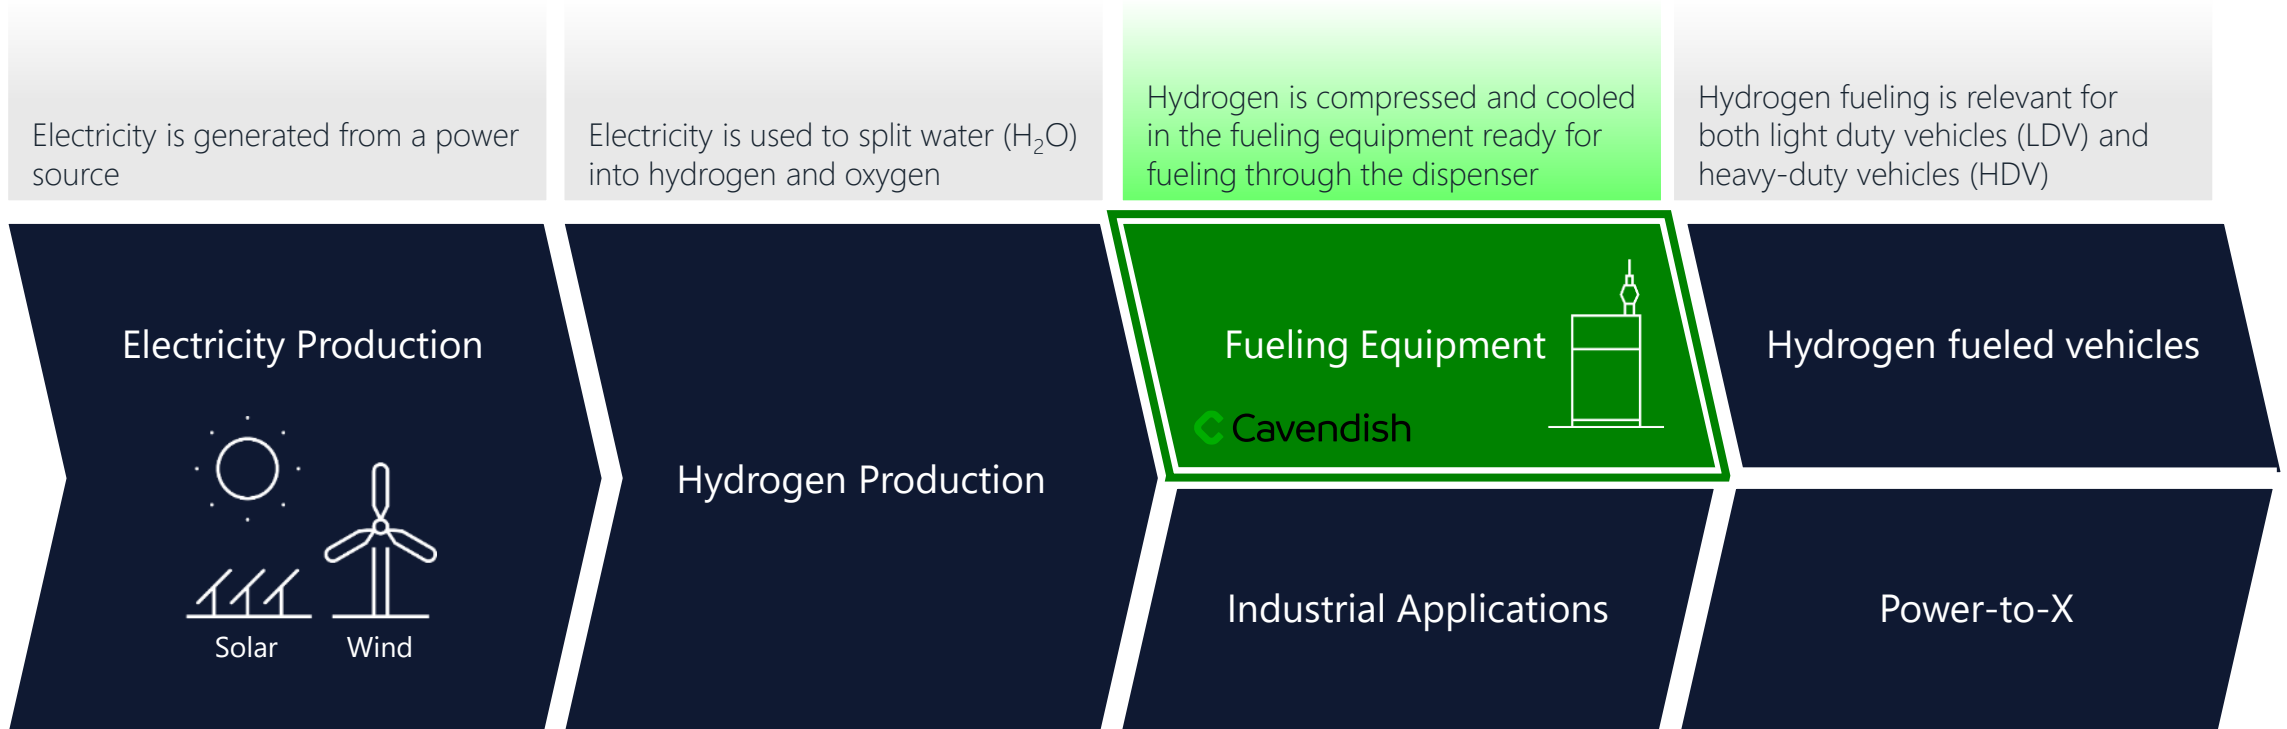 Electricity is generated from a power
source
Electricity is used to split water (H₂O)
into hydrogen and oxygen
Hydrogen is compressed and cooled
in the fueling equipment ready for
fueling through the dispenser
Hydrogen fueling is relevant for
both light duty vehicles (LDV) and
heavy-duty vehicles (HDV)
Electricity Production
Solar
Wind
Hydrogen Production
Fueling Equipment
Cavendish
Hydrogen fueled vehicles
Industrial Applications
Power-to-X